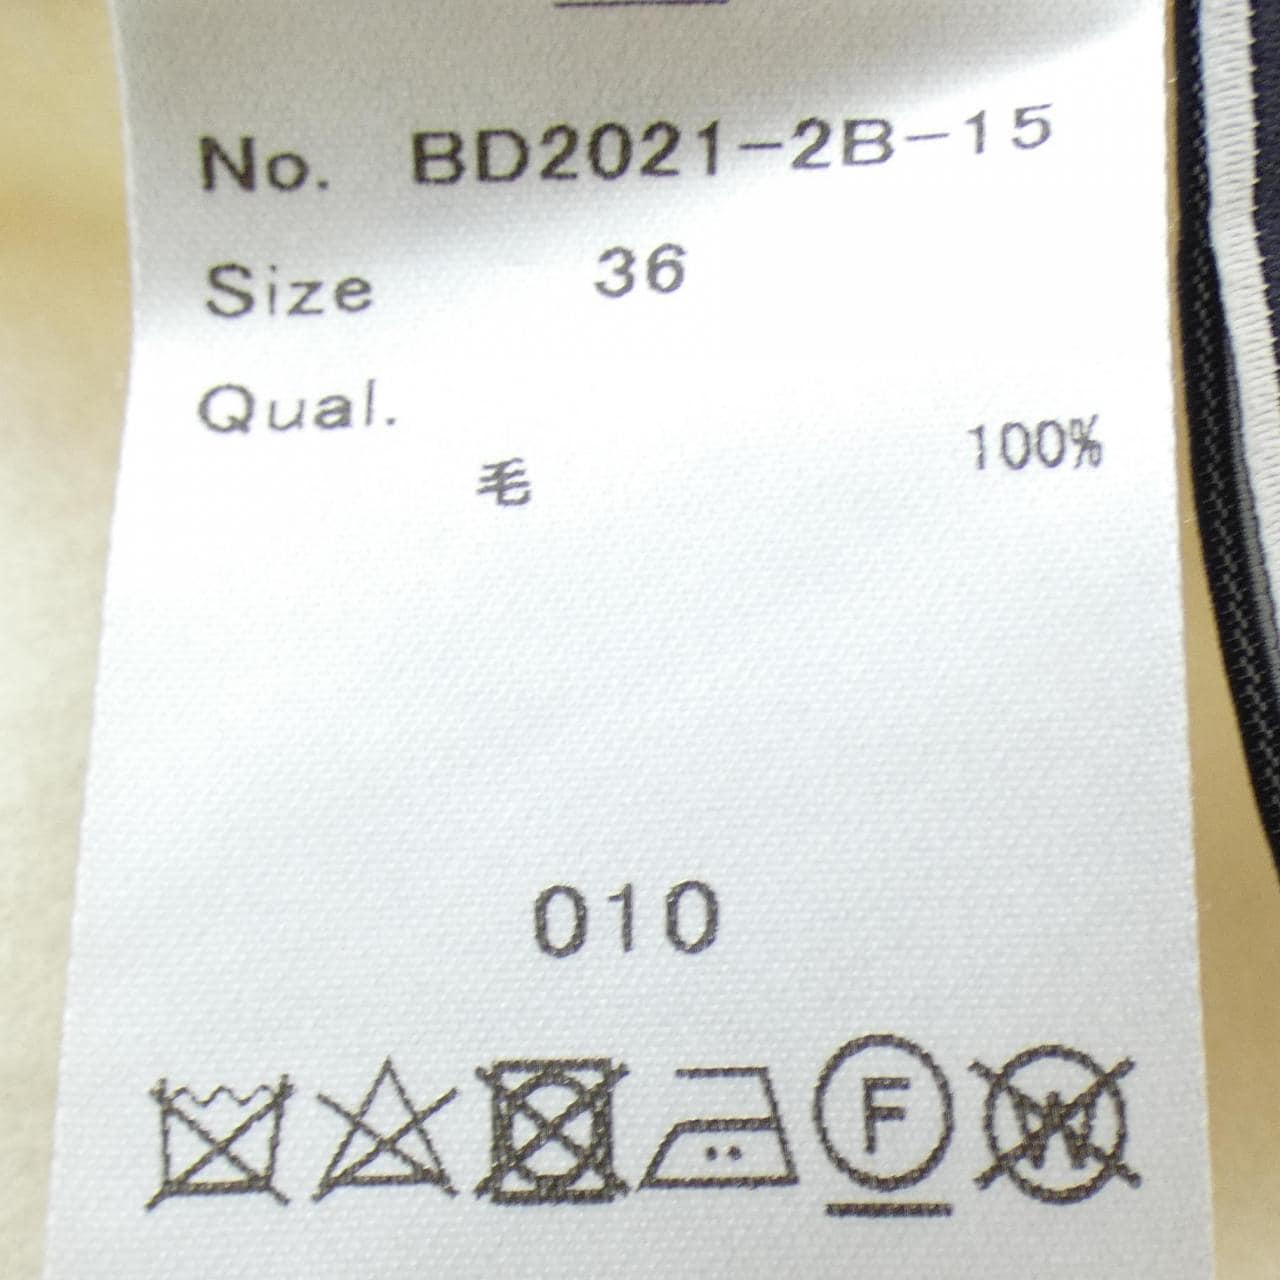 No. BD2021-2B-15
Size 36
Qual.
毛 100%
010
F W